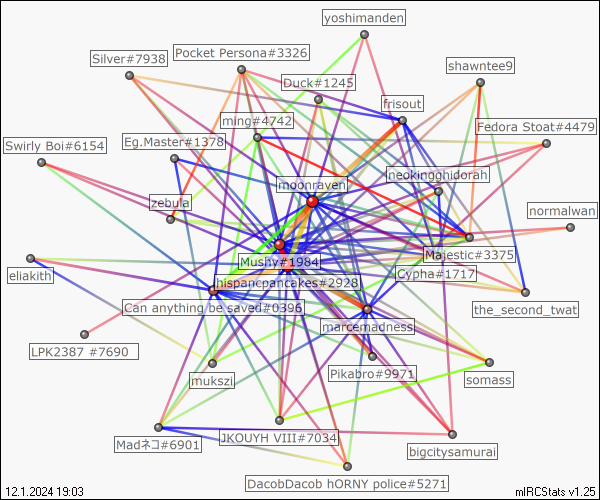 yoshimanden
Pocket Persona#3326
Silver#7938
shawntee9
Duck#1245
frisout
ming#4742
Fedora Stoat#4479
Eg.Master#1378
Swirly Boi#6154
neokingghidorah
moonraven
zebula
normalwan
Majestic#3375
Mushy#1984
Cypha#1717
eliakith
hispancpancakes#2928
Can anything be saved#0396
the_second_twat
marcemadness
LPK2387 #7690
Pikabro#9971
mukszi
somass
JKOUYH VIII#7034
Madネコ#6901
bigcitysamurai
DacobDacob hORNY police#5271
12.1.2024 19:03
mIRCStats v1.25